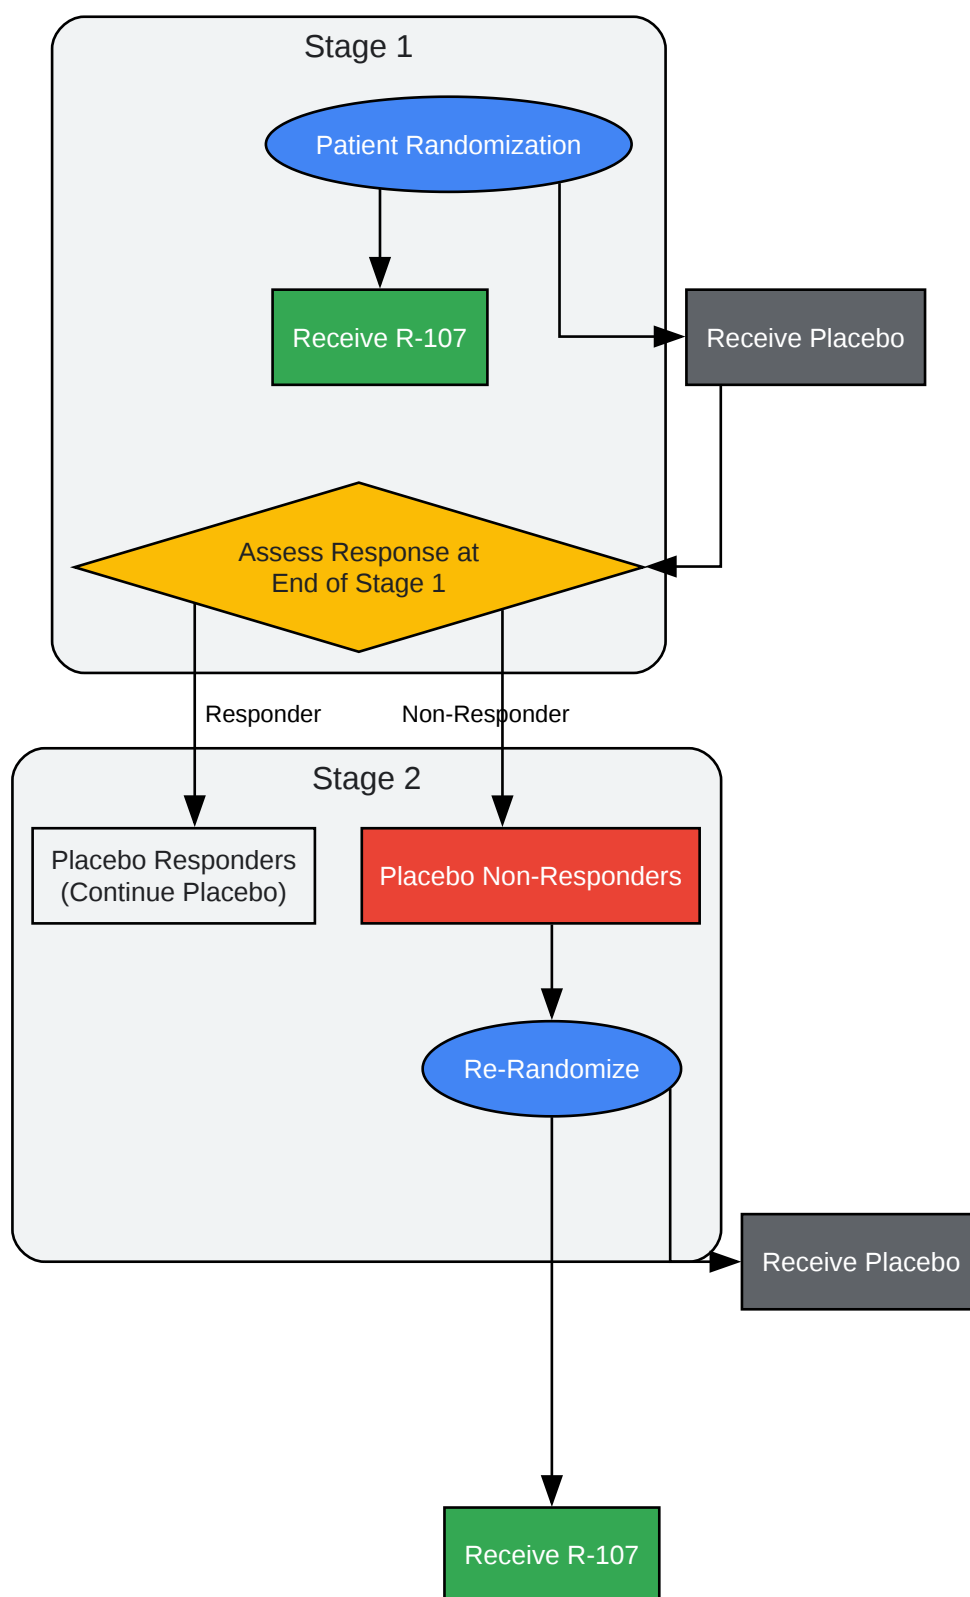 Stage 1
Patient Randomization
Receive R-107
Receive Placebo
Assess Response at
End of Stage 1
Responder
Non-Responder
Stage 2
Placebo Responders
(Continue Placebo)
Placebo Non-Responders
Re-Randomize
Receive Placebo
Receive R-107